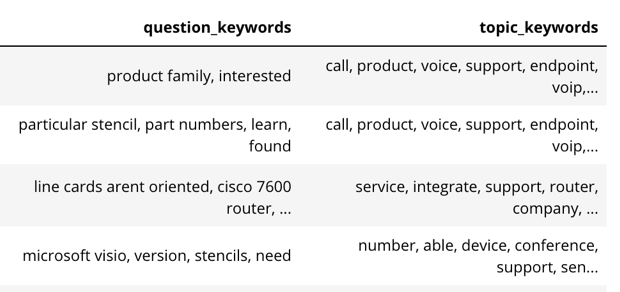 question_keywords topic_keywords
product family, interested call, product, voice, support, endpoint,
voip,...
particular stencil, part numbers, learn, call, product, voice, support, endpoint,
found voip,...
line cards arent oriented, cisco 7600 service, integrate, support, router,
router, ... company, ...
microsoft visio, version, stencils, need number, able, device, conference,
support, sen...